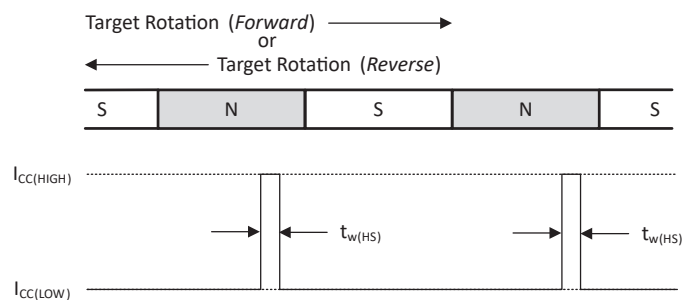 Target Rotation (Forward)
or
Target Rotation (Reverse)
S N S N S
ICC(HIGH)
tw(HS) tw(HS)
ICC(LOW)